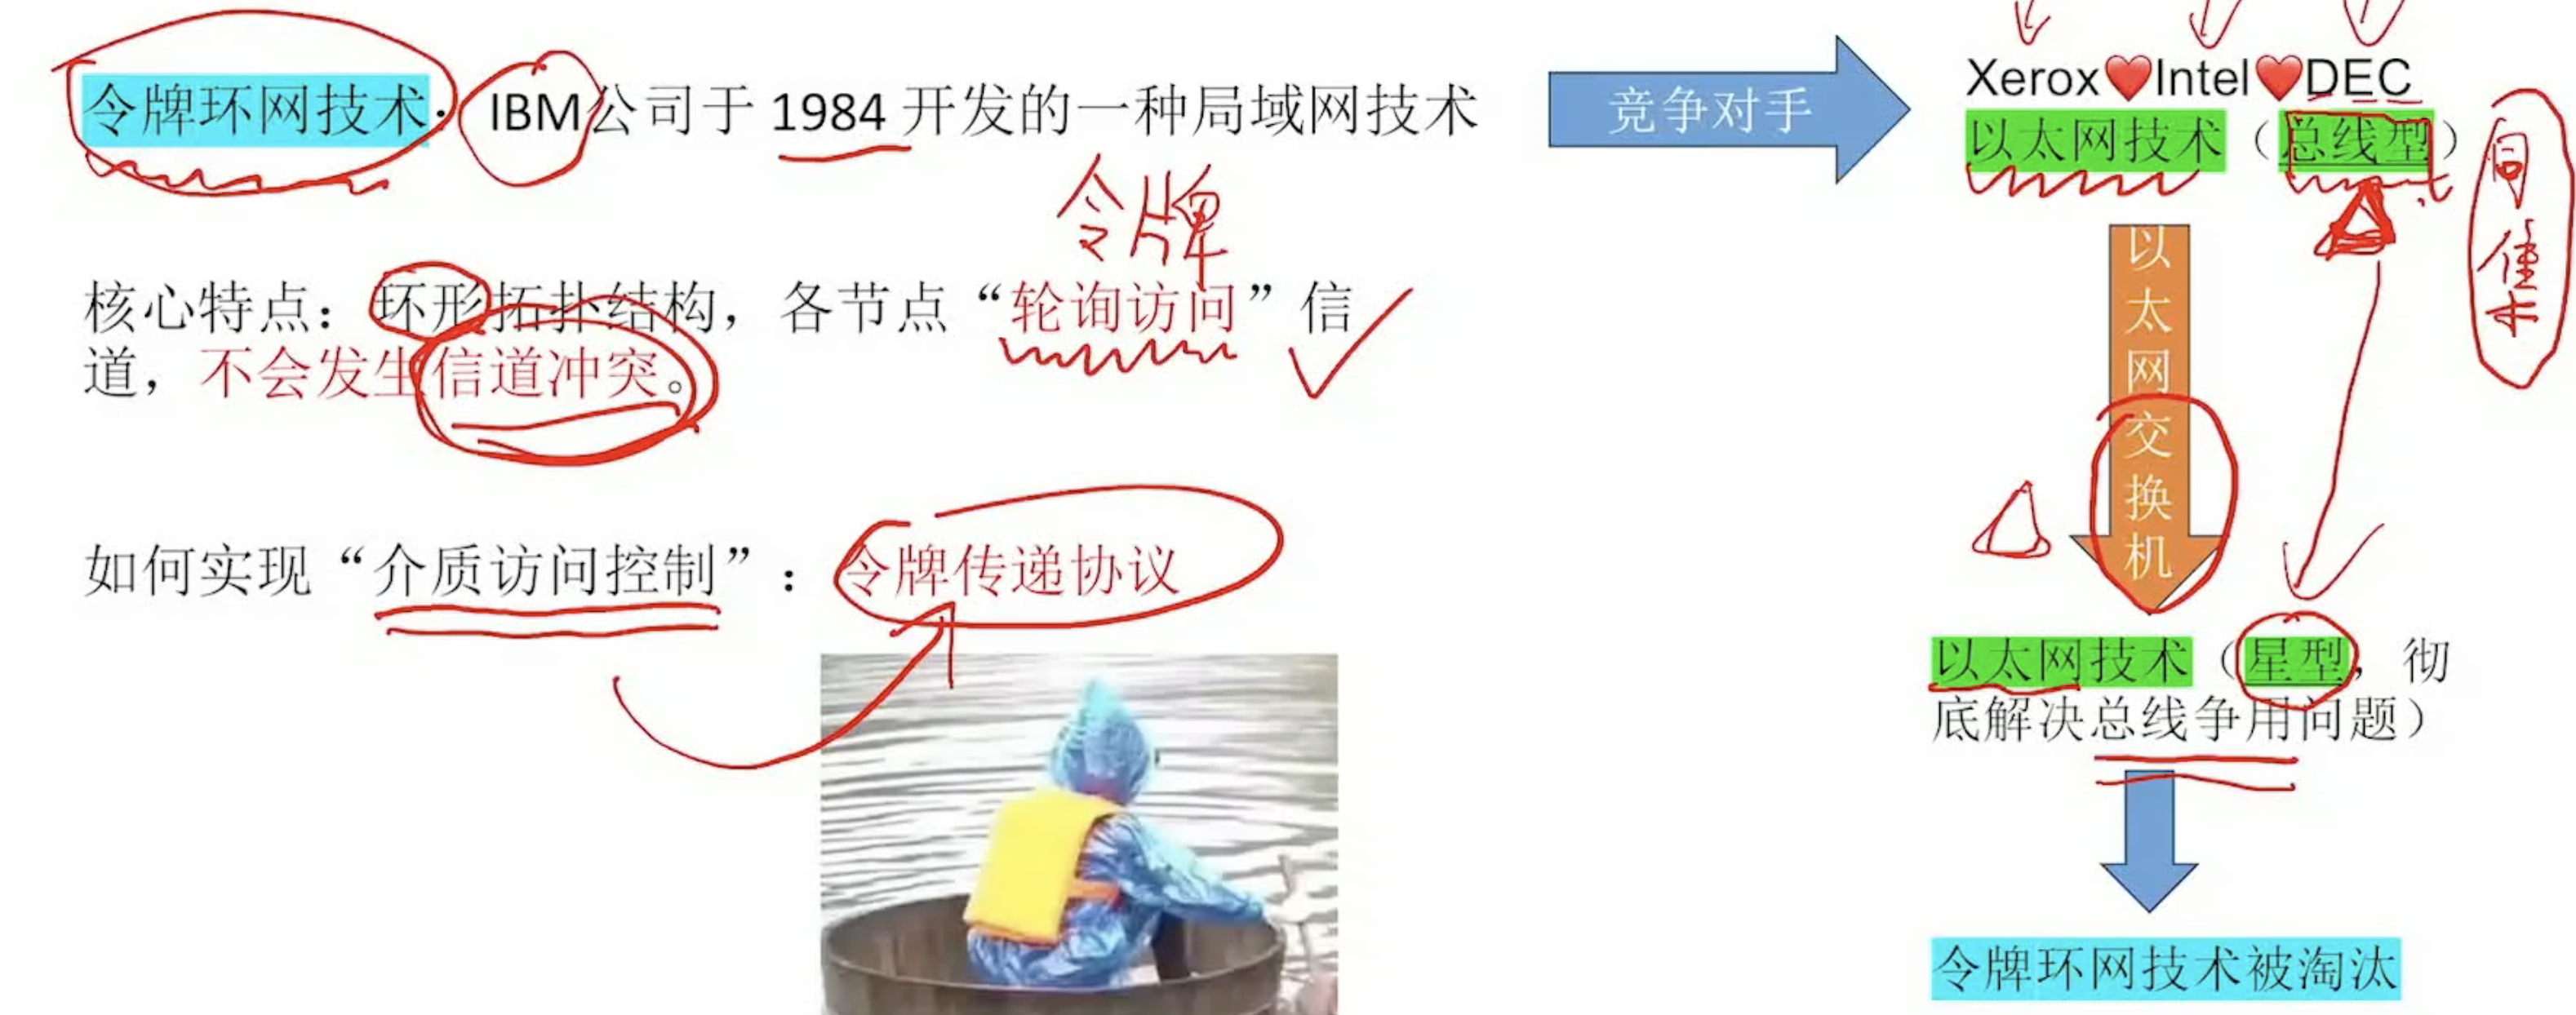 令牌环网技术：IBM公司于 1984 开发的一种局域网技术
令牌
核心特点：环形拓扑结构，各节点“轮询访问”信
道，不会发生信道冲突。
如何实现“介质访问控制”：令牌传递协议
竞争对手
Xerox❤️Intel❤️DEC
以太网技术（总线型）
以太网交换机
以太网技术（星型，彻
底解决总线争用问题）
令牌环网技术被淘汰